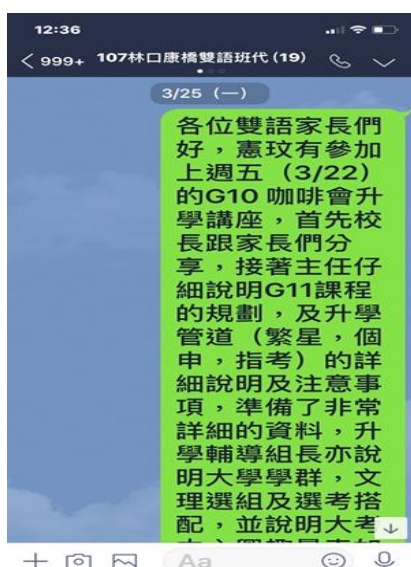 12:36
999+ 107林口康橋雙語班代 (19)
3/25 (一)
各位雙語家長們
好，憲玟有參加
上週五（3/22）
的G10 咖啡會升
學講座，首先校
長跟家長們分
享，接著主任仔
細說明G11課程
的規劃，及升學
管道（繁星，個
申，指考）的詳
細說明及注意事
項，準備了非常
詳細的資料，升
學輔導組長亦說
明大學學群，文
理選組及選考搭
配，並說明大考
Aa